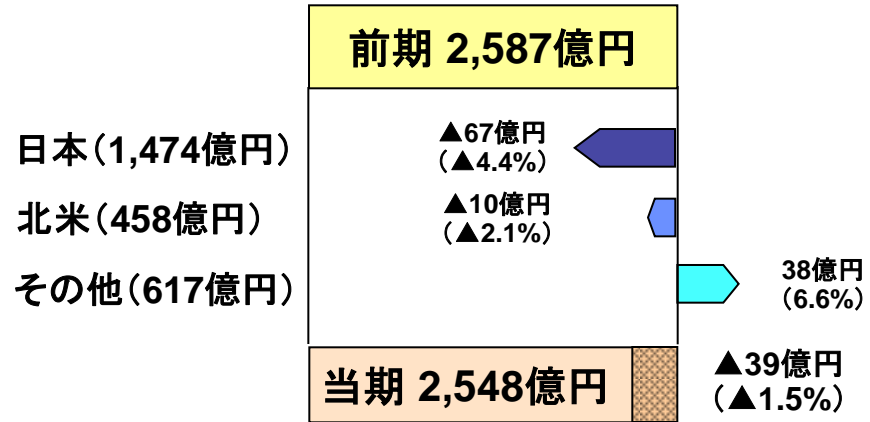 前期 2,587億円
日本（1,474億円）
▲67億円
（▲4.4%）
北米（458億円）
▲10億円
（▲2.1%）
その他（617億円）
38億円
（6.6%）
当期 2,548億円
▲39億円
（▲1.5%）